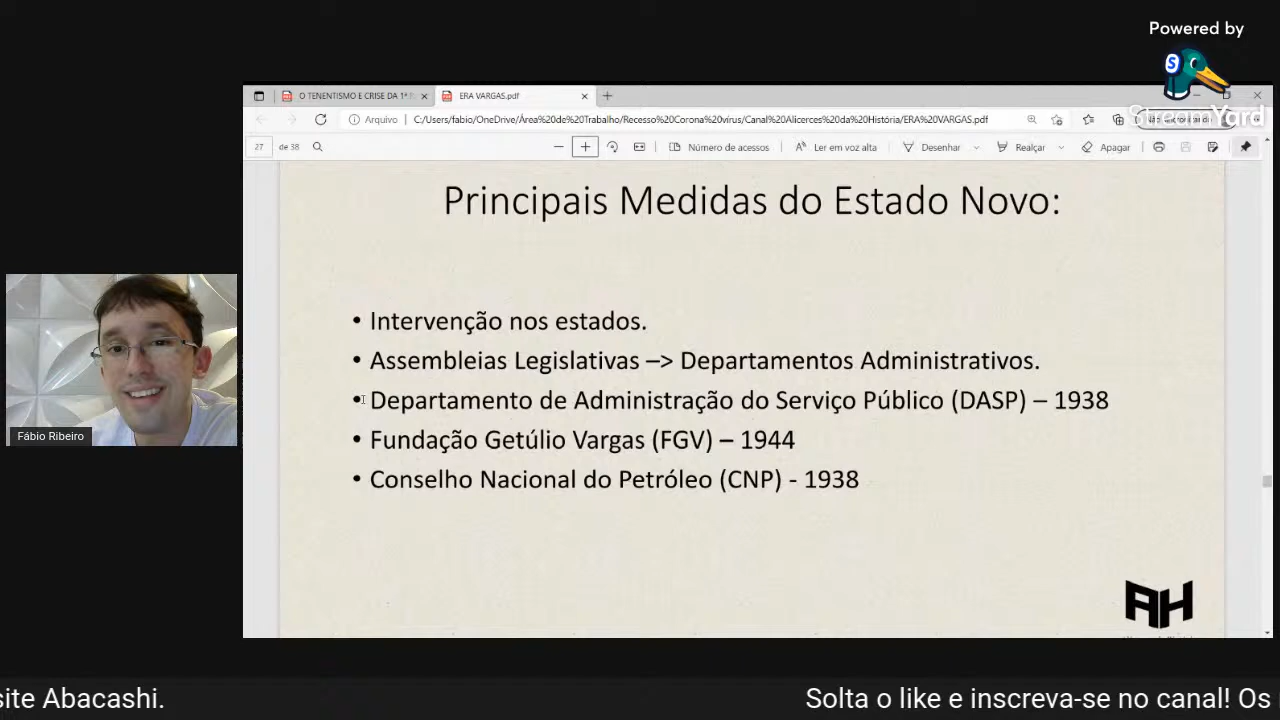 Powered by
StreamYard
O TENENTISMO E CRISE DA 1ª
ERA VARGAS.pdf
Arquivo
C:/Users/fabio/OneDrive/Área%20de%20Trabalho/Recesso%20Corona%20vírus/Canal%20Alicerces%20da%20História/ERA%20VARGAS.pdf
27 de 38
Número de acessos
Ler em voz alta
Desenhar
Realçar
Apagar
Principais Medidas do Estado Novo:
• Intervenção nos estados.
• Assembleias Legislativas –> Departamentos Administrativos.
• Departamento de Administração do Serviço Público (DASP) – 1938
• Fundação Getúlio Vargas (FGV) – 1944
• Conselho Nacional do Petróleo (CNP) - 1938
Fábio Ribeiro
AH
site Abacashi.
Solta o like e inscreva-se no canal! Os